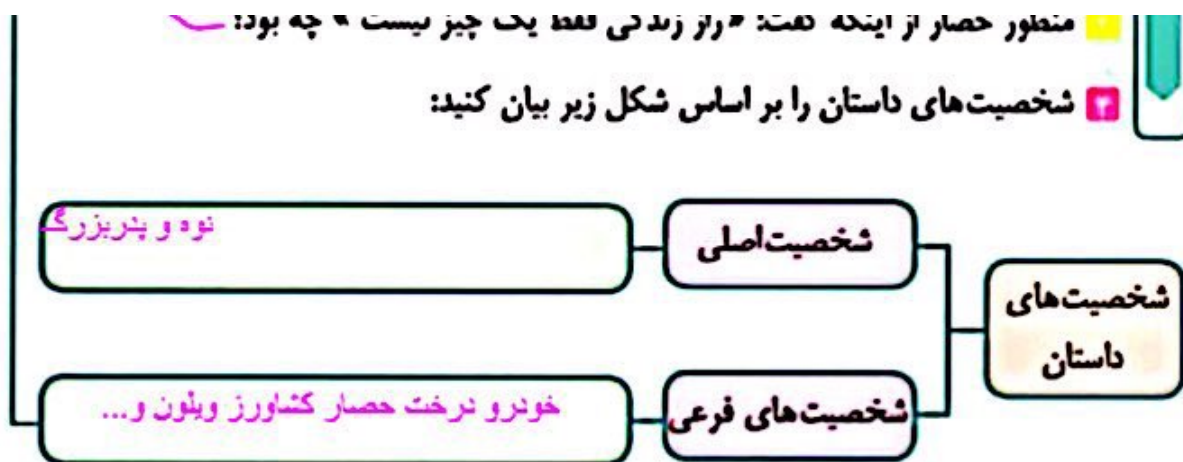 ۲ منظور حصار از اینکه گفت: «راز زندگی فقط یک چیز نیست» چه بود؟
۳ شخصیت‌های داستان را بر اساس شکل زیر بیان کنید:
شخصیت‌های
داستان
شخصیت‌اصلی
نوه و پدربزرگ
شخصیت‌های فرعی
خودرو درخت حصار کشاورز ویلون و...